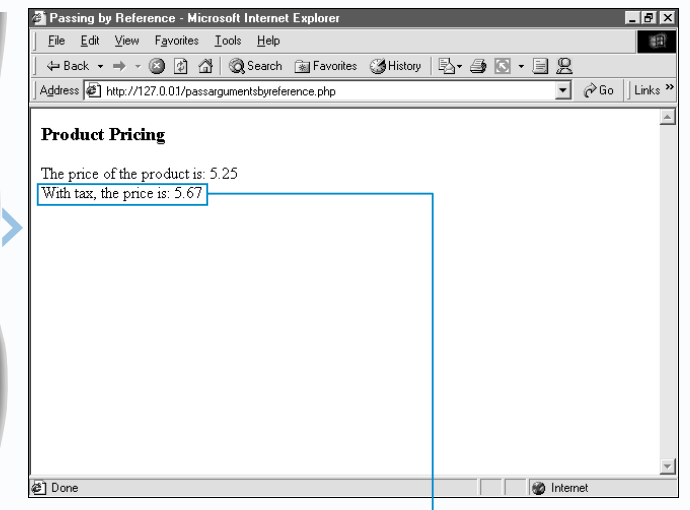 Passing by Reference - Microsoft Internet Explorer
File Edit View Favorites Tools Help
Back Search Favorites History
Address http://127.0.01/passargumentsbyreference.php Go Links »
Product Pricing
The price of the product is: 5.25
With tax, the price is: 5.67
Done Internet